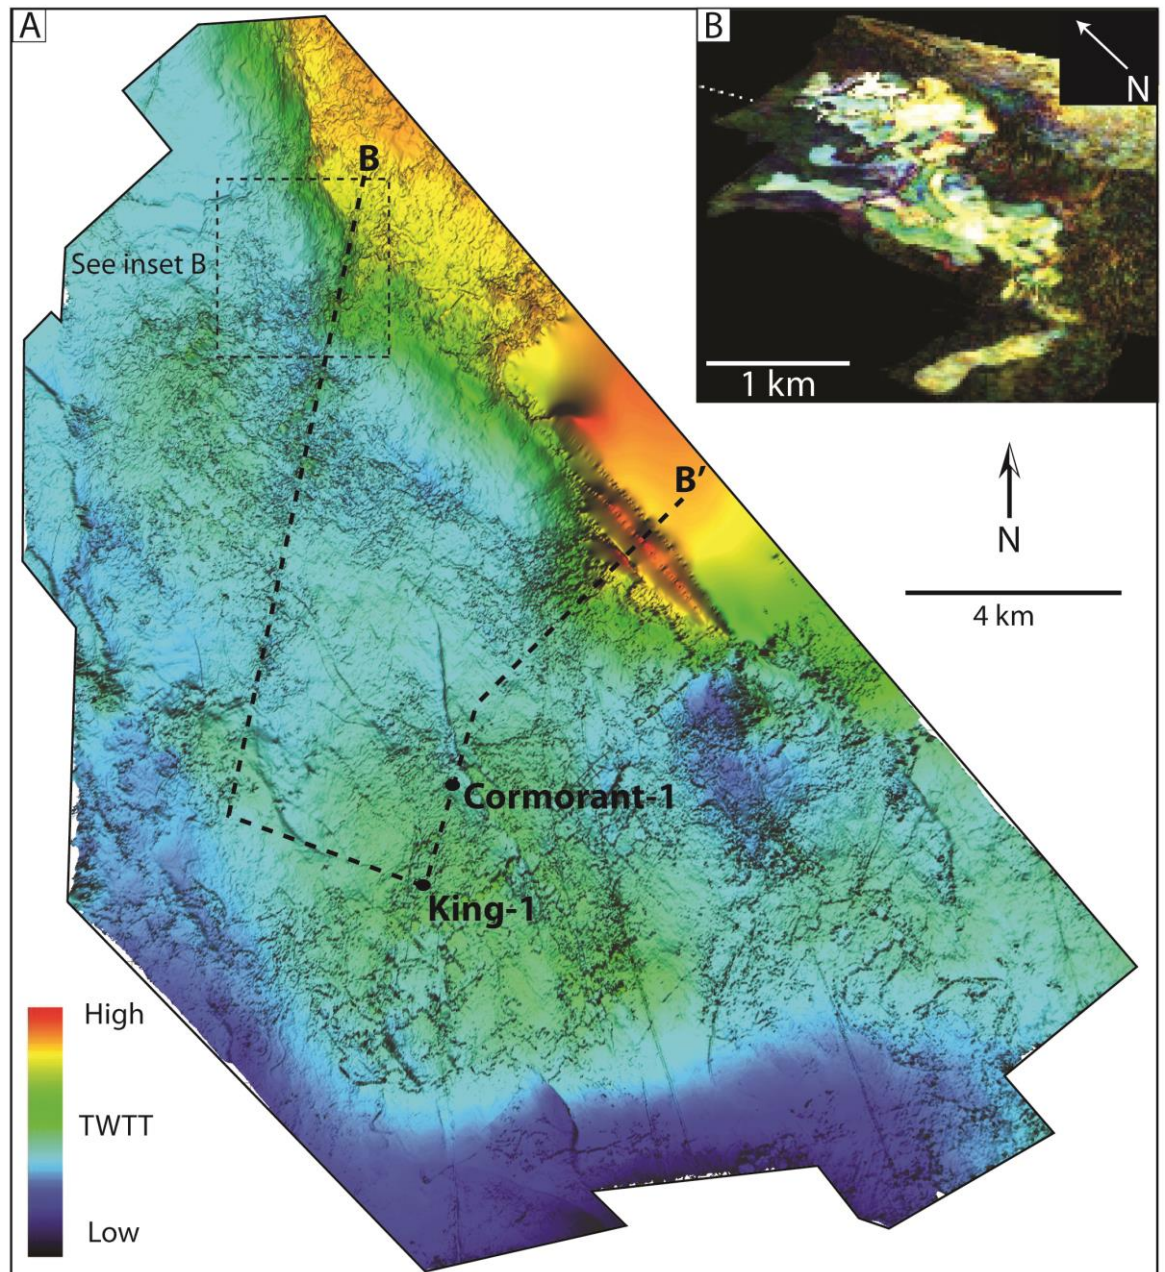 A
B
N
1 km
B
See inset B
B'
N
4 km
Cormorant-1
King-1
High
TWTT
Low